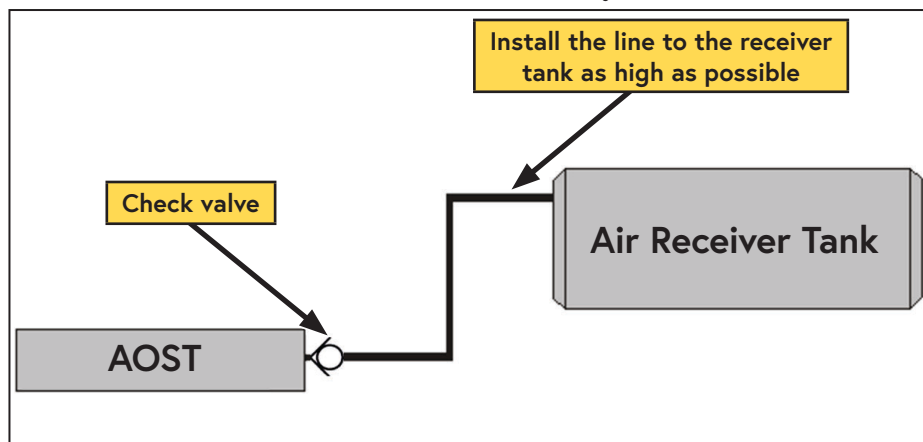 Install the line to the receiver
tank as high as possible
Check valve
Air Receiver Tank
AOST